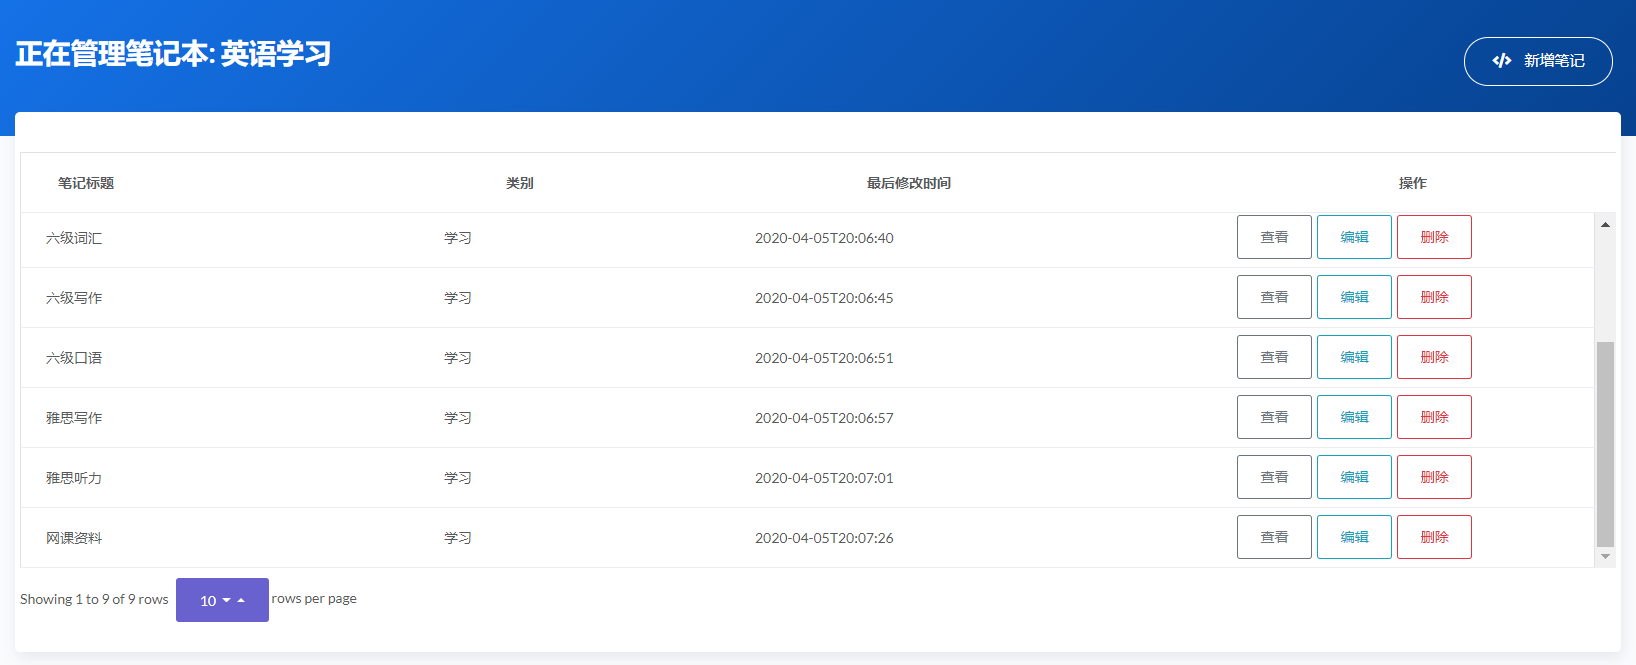 正在管理笔记本: 英语学习
新增笔记
笔记标题 类别 最后修改时间 操作
六级词汇 学习 2020-04-05T20:06:40 查看 编辑 删除
六级写作 学习 2020-04-05T20:06:45 查看 编辑 删除
六级口语 学习 2020-04-05T20:06:51 查看 编辑 删除
雅思写作 学习 2020-04-05T20:06:57 查看 编辑 删除
雅思听力 学习 2020-04-05T20:07:01 查看 编辑 删除
网课资料 学习 2020-04-05T20:07:26 查看 编辑 删除
Showing 1 to 9 of 9 rows 10 rows per page